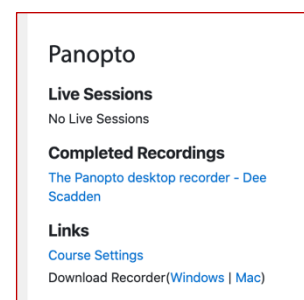 Panopto
Live Sessions
No Live Sessions
Completed Recordings
The Panopto desktop recorder - Dee
Scadden
Links
Course Settings
Download Recorder(Windows | Mac)